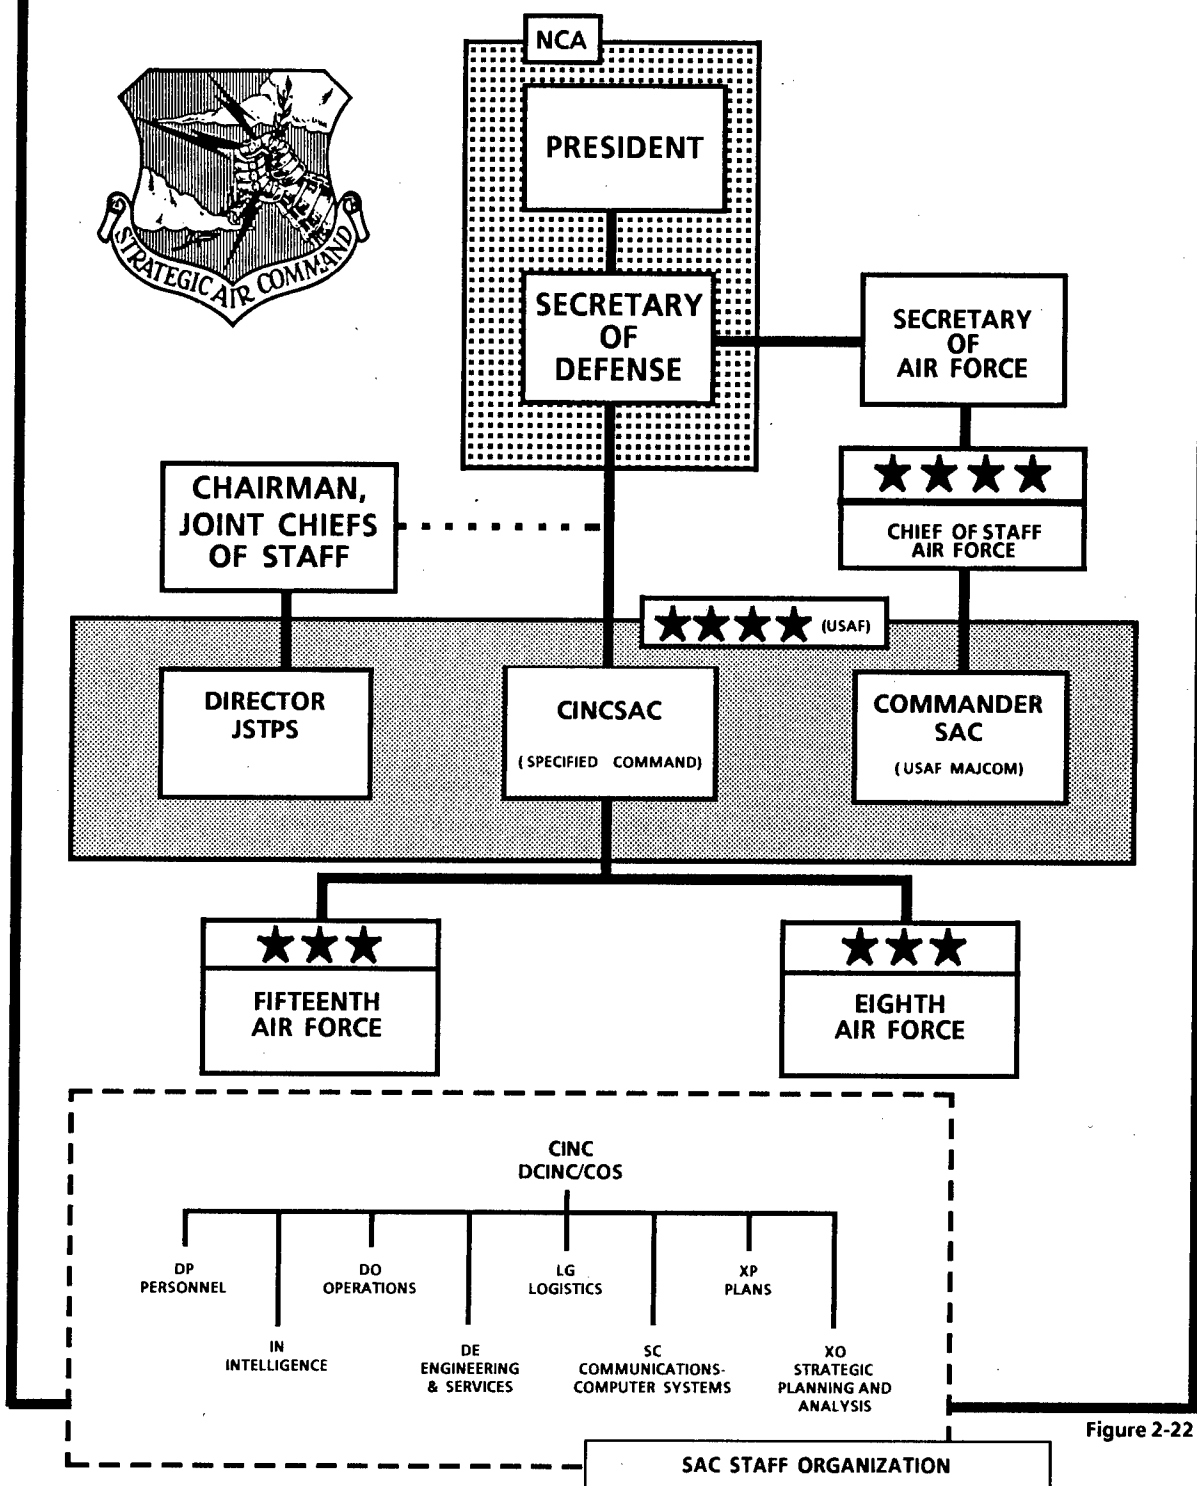 NCA
PRESIDENT
STRATEGIC AIR COMMAND
SECRETARY
OF
DEFENSE
SECRETARY
OF
AIR FORCE
CHAIRMAN,
JOINT CHIEFS
OF STAFF
CHIEF OF STAFF
AIR FORCE
(USAF)
DIRECTOR
JSTPS
CINCSAC
(SPECIFIED COMMAND)
COMMANDER
SAC
(USAF MAJCOM)
FIFTEENTH
AIR FORCE
EIGHTH
AIR FORCE
CINC
DCINC/COS
DP
PERSONNEL
DO
OPERATIONS
LG
LOGISTICS
XP
PLANS
IN
INTELLIGENCE
DE
ENGINEERING
& SERVICES
SC
COMMUNICATIONS-
COMPUTER SYSTEMS
XO
STRATEGIC
PLANNING AND
ANALYSIS
Figure 2-22
SAC STAFF ORGANIZATION